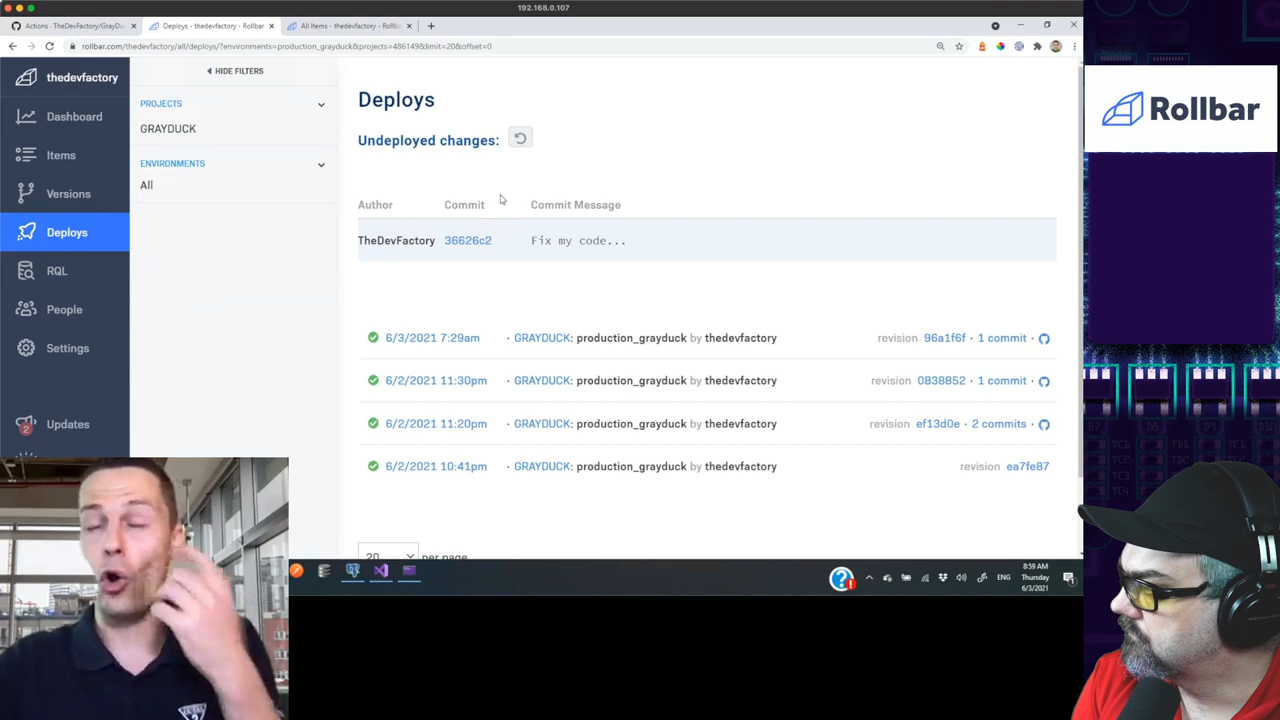 192.168.0.107
Actions - TheDevFactory/GrayDu
Deploys - thedevfactory - Rollbar
All Items - thedevfactory - Rollb
rollbar.com/thedevfactory/all/deploys/?environments=production_grayduck&projects=486149&limit=20&offset=0
thedevfactory
Dashboard
Items
Versions
Deploys
RQL
People
Settings
Updates
2
HIDE FILTERS
PROJECTS
GRAYDUCK
ENVIRONMENTS
All
Deploys
Undeployed changes:
Author Commit Commit Message
TheDevFactory 36626c2 Fix my code...
6/3/2021 7:29am · GRAYDUCK: production_grayduck by thedevfactory revision 96a1f6f · 1 commit
6/2/2021 11:30pm · GRAYDUCK: production_grayduck by thedevfactory revision 0838852 · 1 commit
6/2/2021 11:20pm · GRAYDUCK: production_grayduck by thedevfactory revision ef13d0e · 2 commits
6/2/2021 10:41pm · GRAYDUCK: production_grayduck by thedevfactory revision ea7fe87
20 per page
ENG
8:59 AM
Thursday
6/3/2021
Rollbar